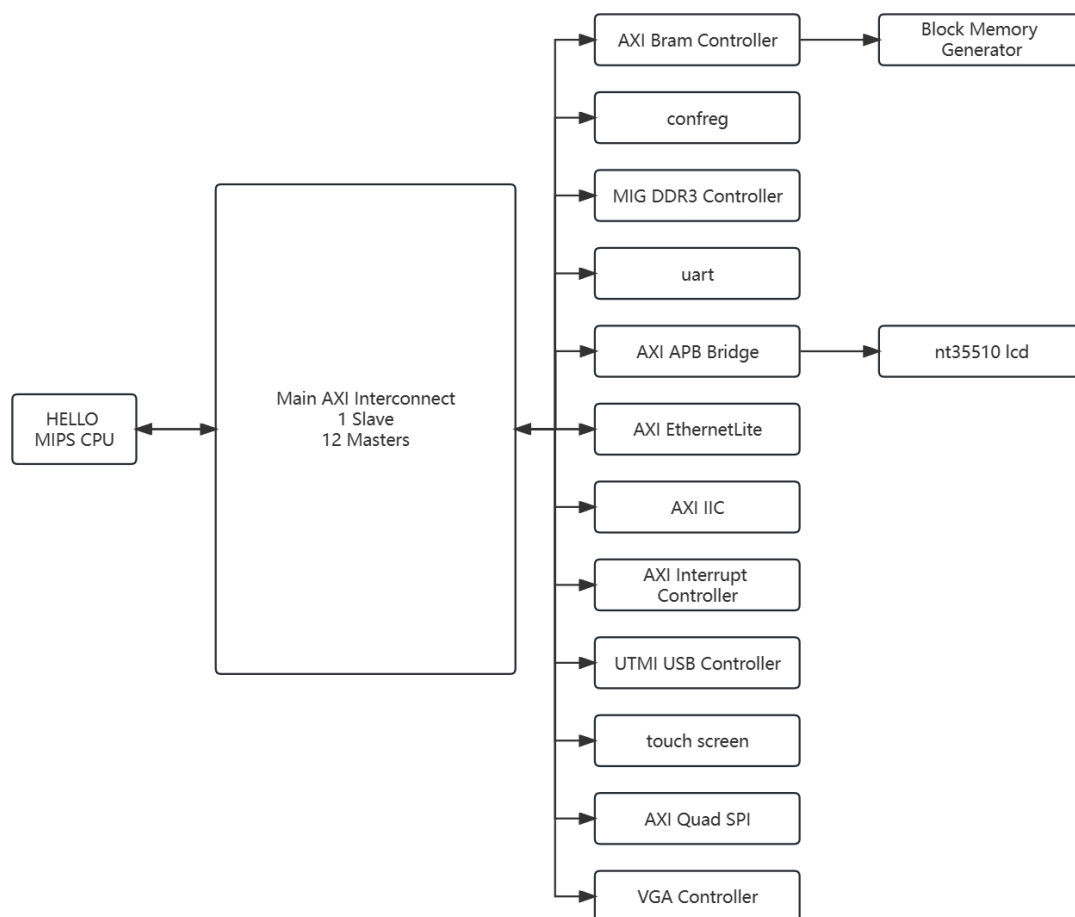 AXI Bram Controller
Block Memory
Generator
confreg
MIG DDR3 Controller
uart
AXI APB Bridge
nt35510 lcd
HELLO
MIPS CPU
Main AXI Interconnect
1 Slave
12 Masters
AXI EthernetLite
AXI IIC
AXI Interrupt
Controller
UTMI USB Controller
touch screen
AXI Quad SPI
VGA Controller